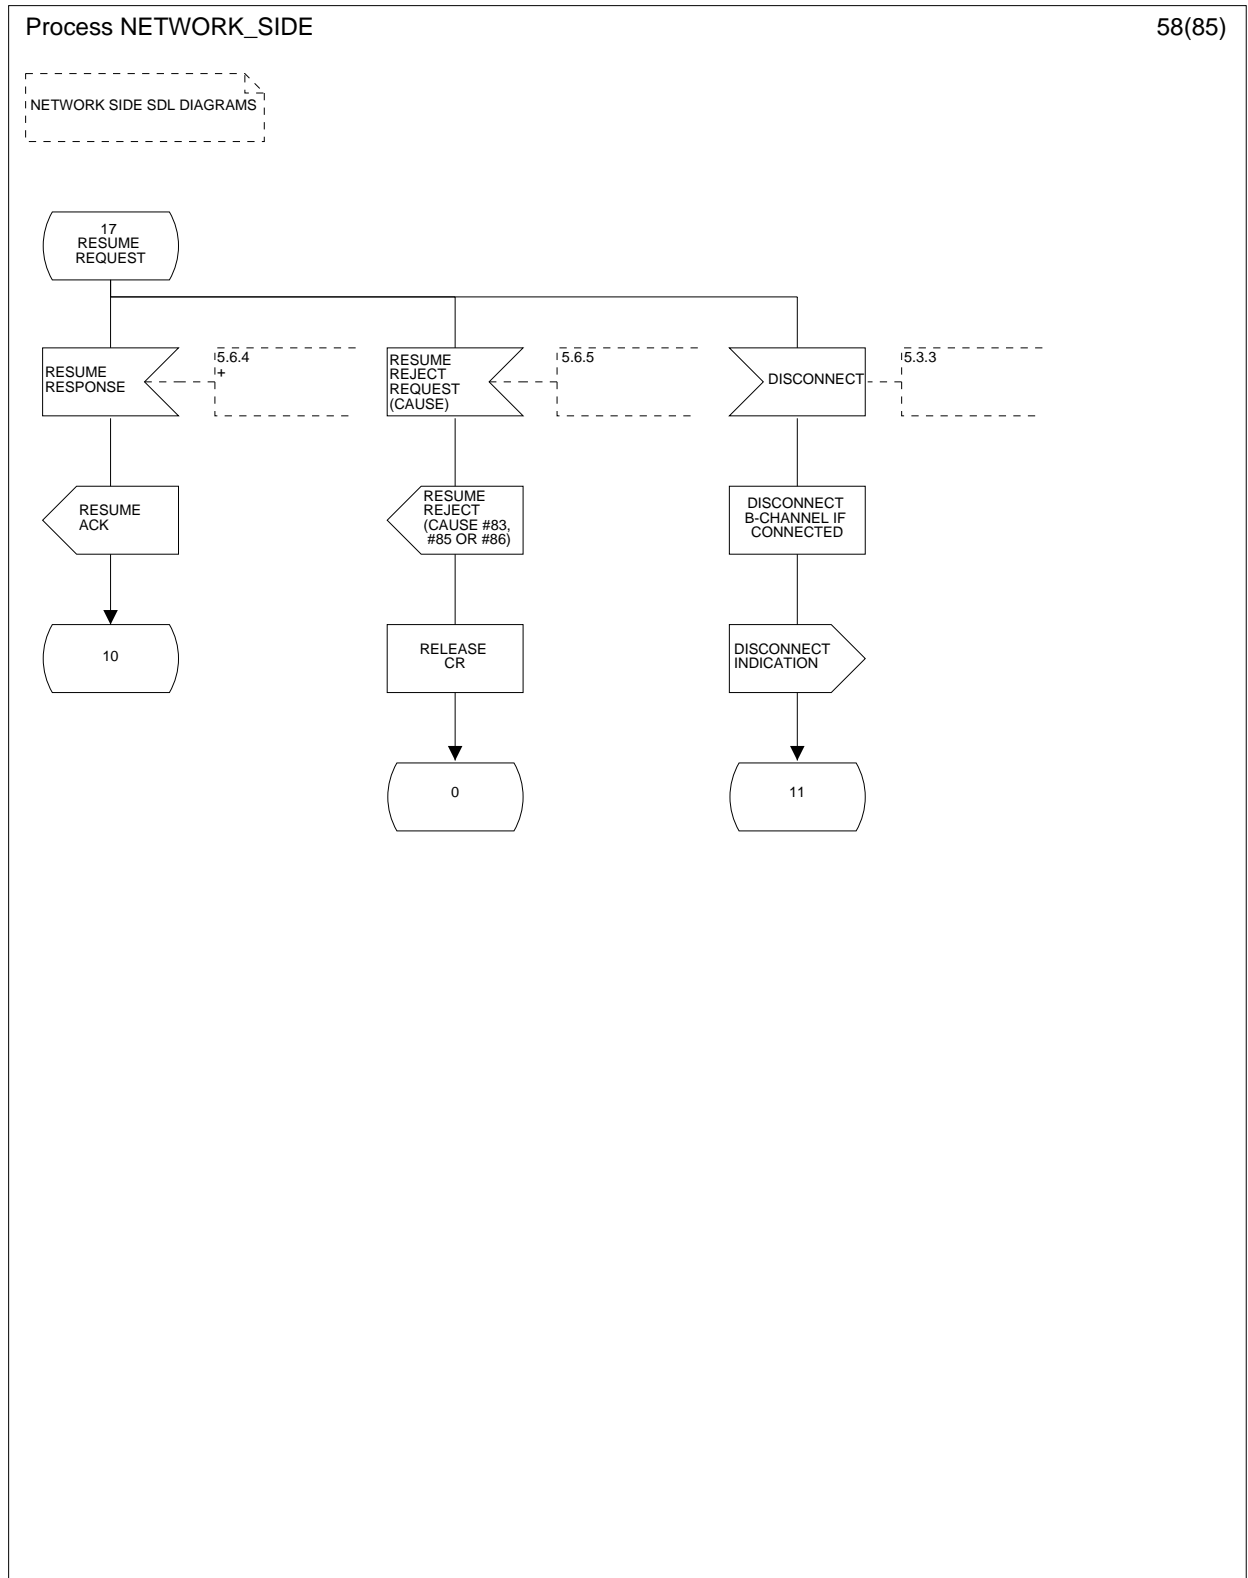 Process NETWORK_SIDE
58(85)
NETWORK SIDE SDL DIAGRAMS
17
RESUME
REQUEST
RESUME
RESPONSE
5.6.4
+
RESUME
REJECT
REQUEST
(CAUSE)
5.6.5
DISCONNECT
5.3.3
RESUME
ACK
RESUME
REJECT
(CAUSE #83,
#85 OR #86)
DISCONNECT
B-CHANNEL IF
CONNECTED
10
RELEASE
CR
DISCONNECT
INDICATION
0
11